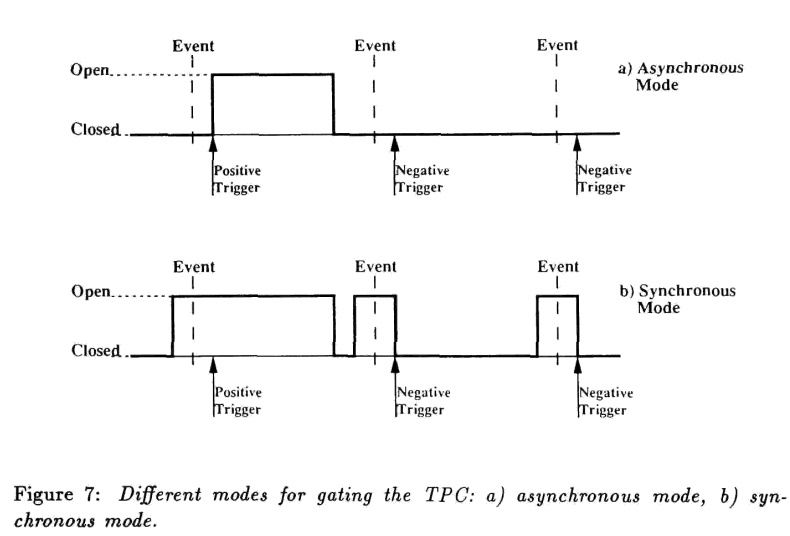 Event Event Event
Open
a) Asynchronous
Mode
Closed
Positive
Trigger
Negative
Trigger
Negative
Trigger
Event Event Event
Open
b) Synchronous
Mode
Closed
Positive
Trigger
Negative
Trigger
Negative
Trigger
Figure 7: Different modes for gating the TPC: a) asynchronous mode, b) syn-
chronous mode.